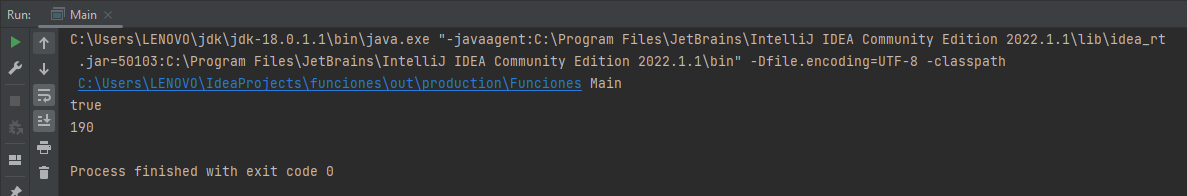 Run: Main
C:\Users\LENOVO\jdk\jdk-18.0.1.1\bin\java.exe "-javaagent:C:\Program Files\JetBrains\IntelliJ IDEA Community Edition 2022.1.1\lib\idea_rt
.jar=50103:C:\Program Files\JetBrains\IntelliJ IDEA Community Edition 2022.1.1\bin" -Dfile.encoding=UTF-8 -classpath
C:\Users\LENOVO\IdeaProjects\funciones\out\production\Funciones Main
true
190
Process finished with exit code 0